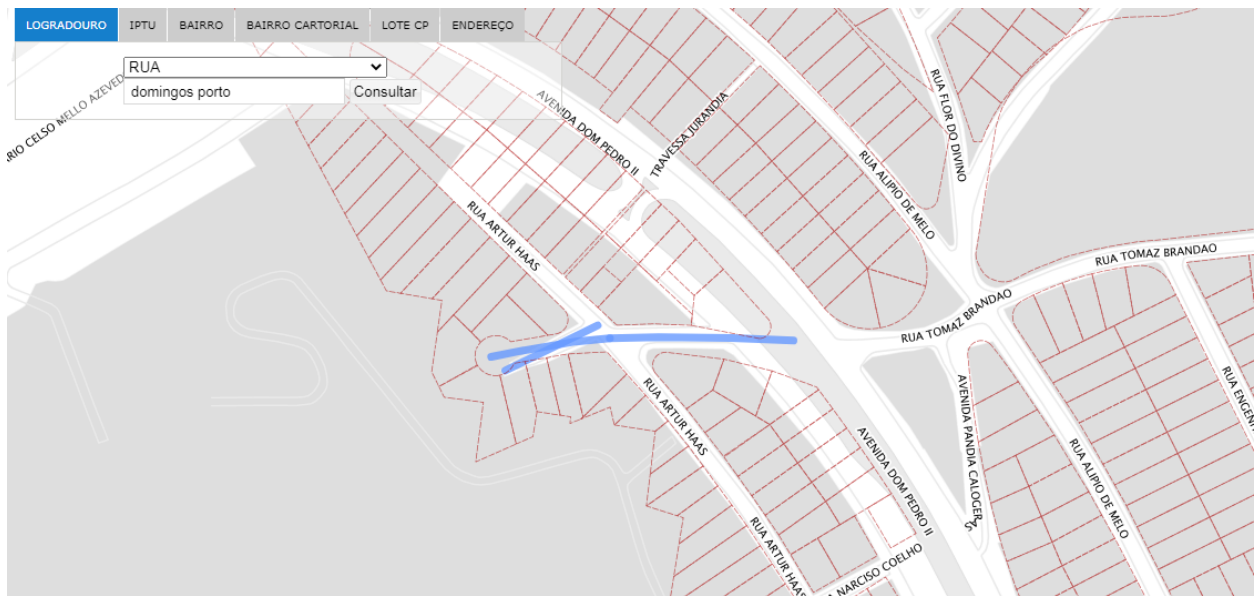 LOGRADOURO IPTU BAIRRO BAIRRO CARTORIAL LOTE CP ENDEREÇO
RUA
domingos porto Consultar
RIO CELSO MELLO AZEVED
AVENIDA DOM PEDRO II
TRAVESSA JURANDIA
RUA FLOR DO DIVINO
RUA ALIPIO DE MELO
RUA ARTUR HAAS
RUA TOMAZ BRANDAO
RUA TOMAZ BRANDAO
RUA ARTUR HAAS
AVENIDA PANDIA CALOGERAS
RUA ENGENH
AVENIDA DOM PEDRO II
RUA ALIPIO DE MELO
RUA ARTUR HAAS
A NARCISO COELHO